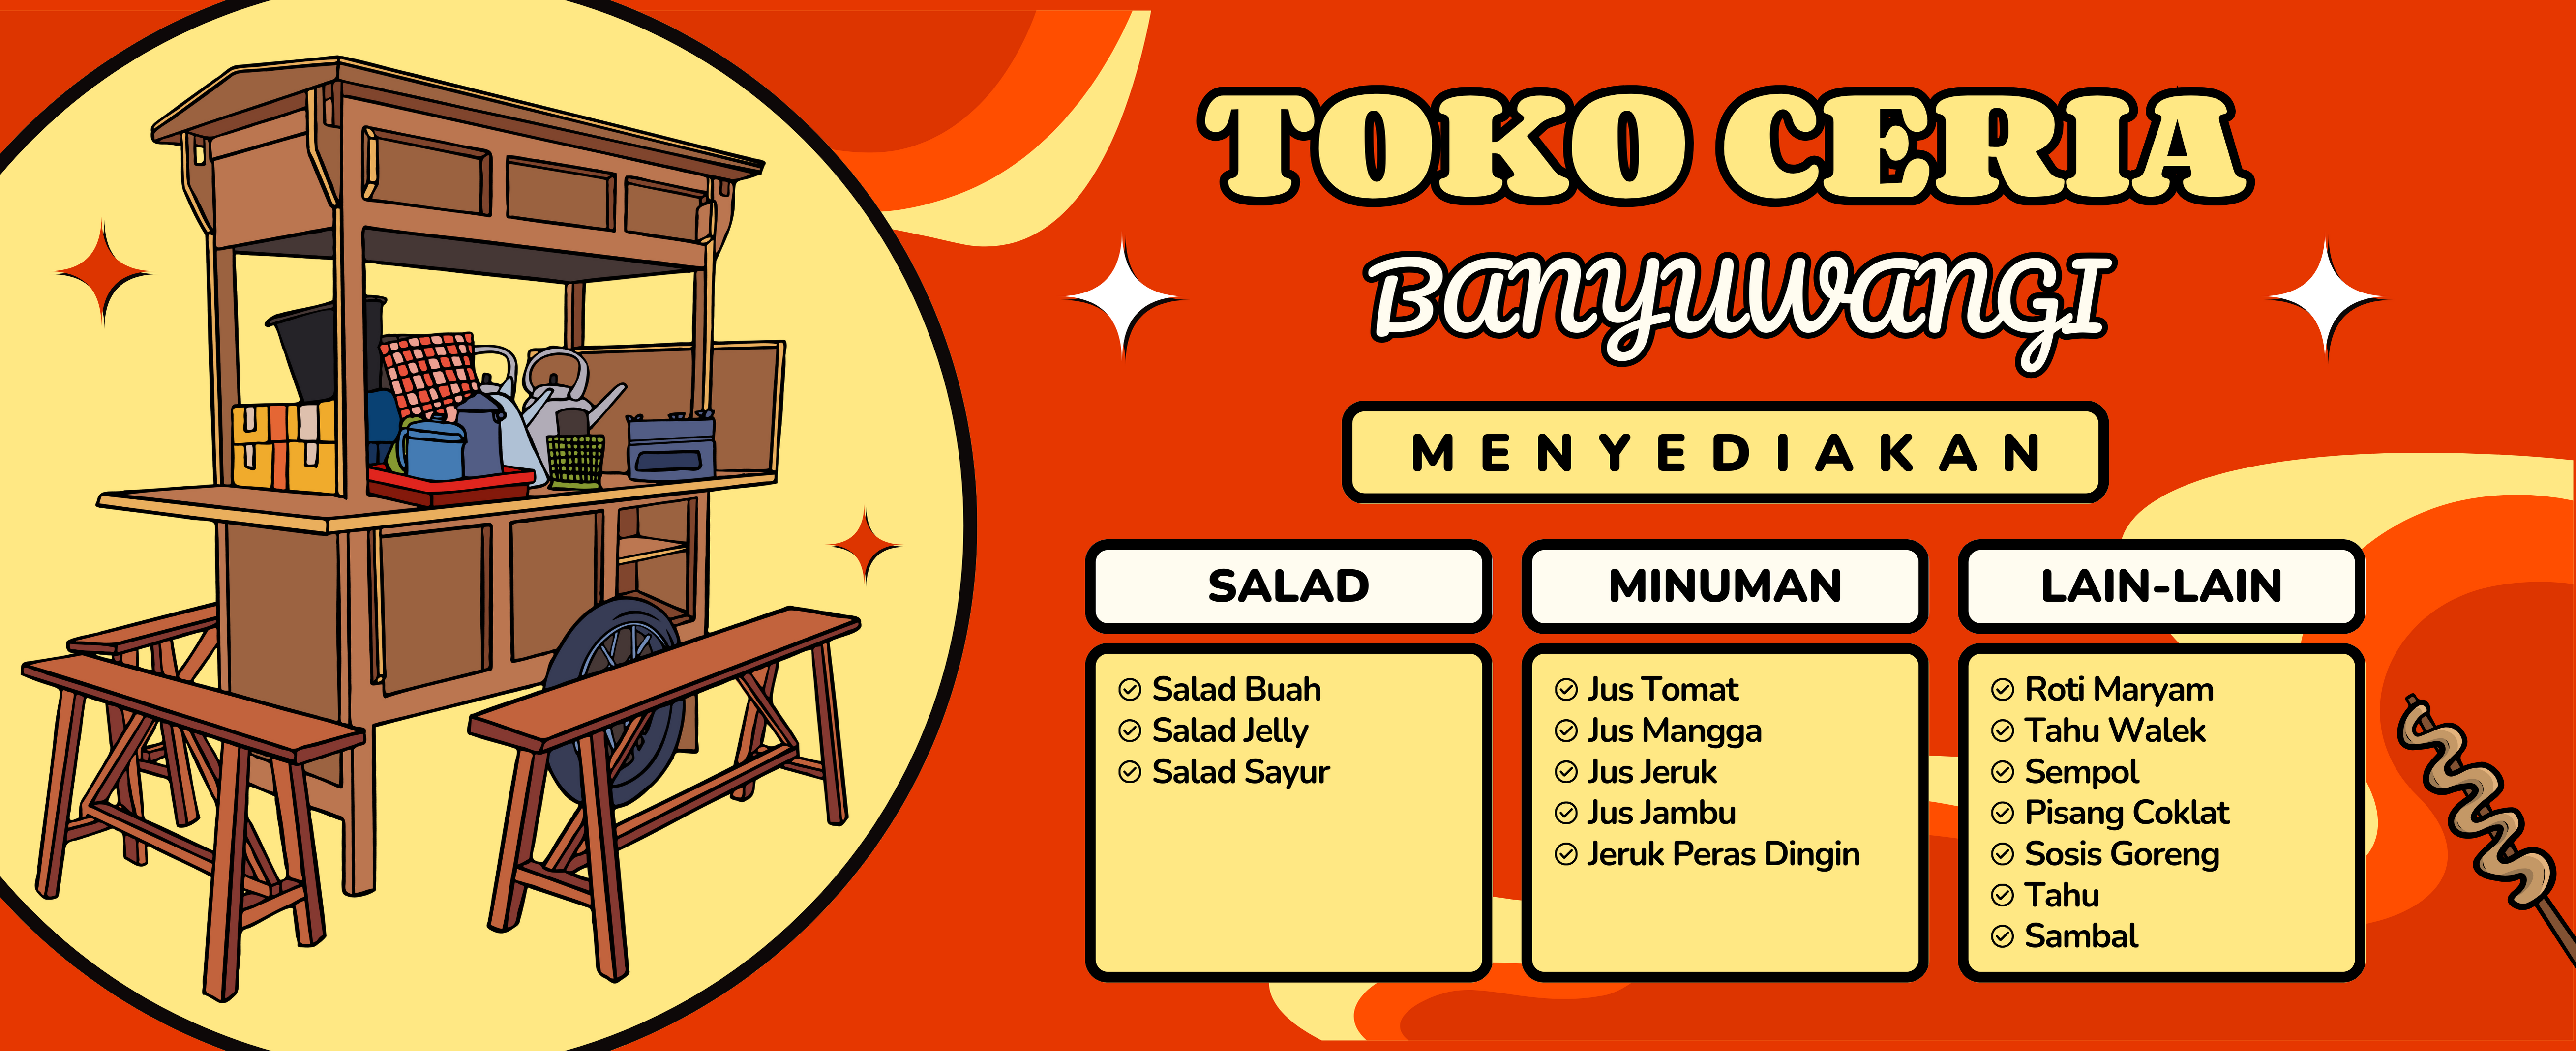 TOKO CERIA
BANYUWANGI
MENYEDIAKAN
SALAD
Salad Buah
Salad Jelly
Salad Sayur
MINUMAN
Jus Tomat
Jus Mangga
Jus Jeruk
Jus Jambu
Jeruk Peras Dingin
LAIN-LAIN
Roti Maryam
Tahu Walek
Sempol
Pisang Coklat
Sosis Goreng
Tahu
Sambal